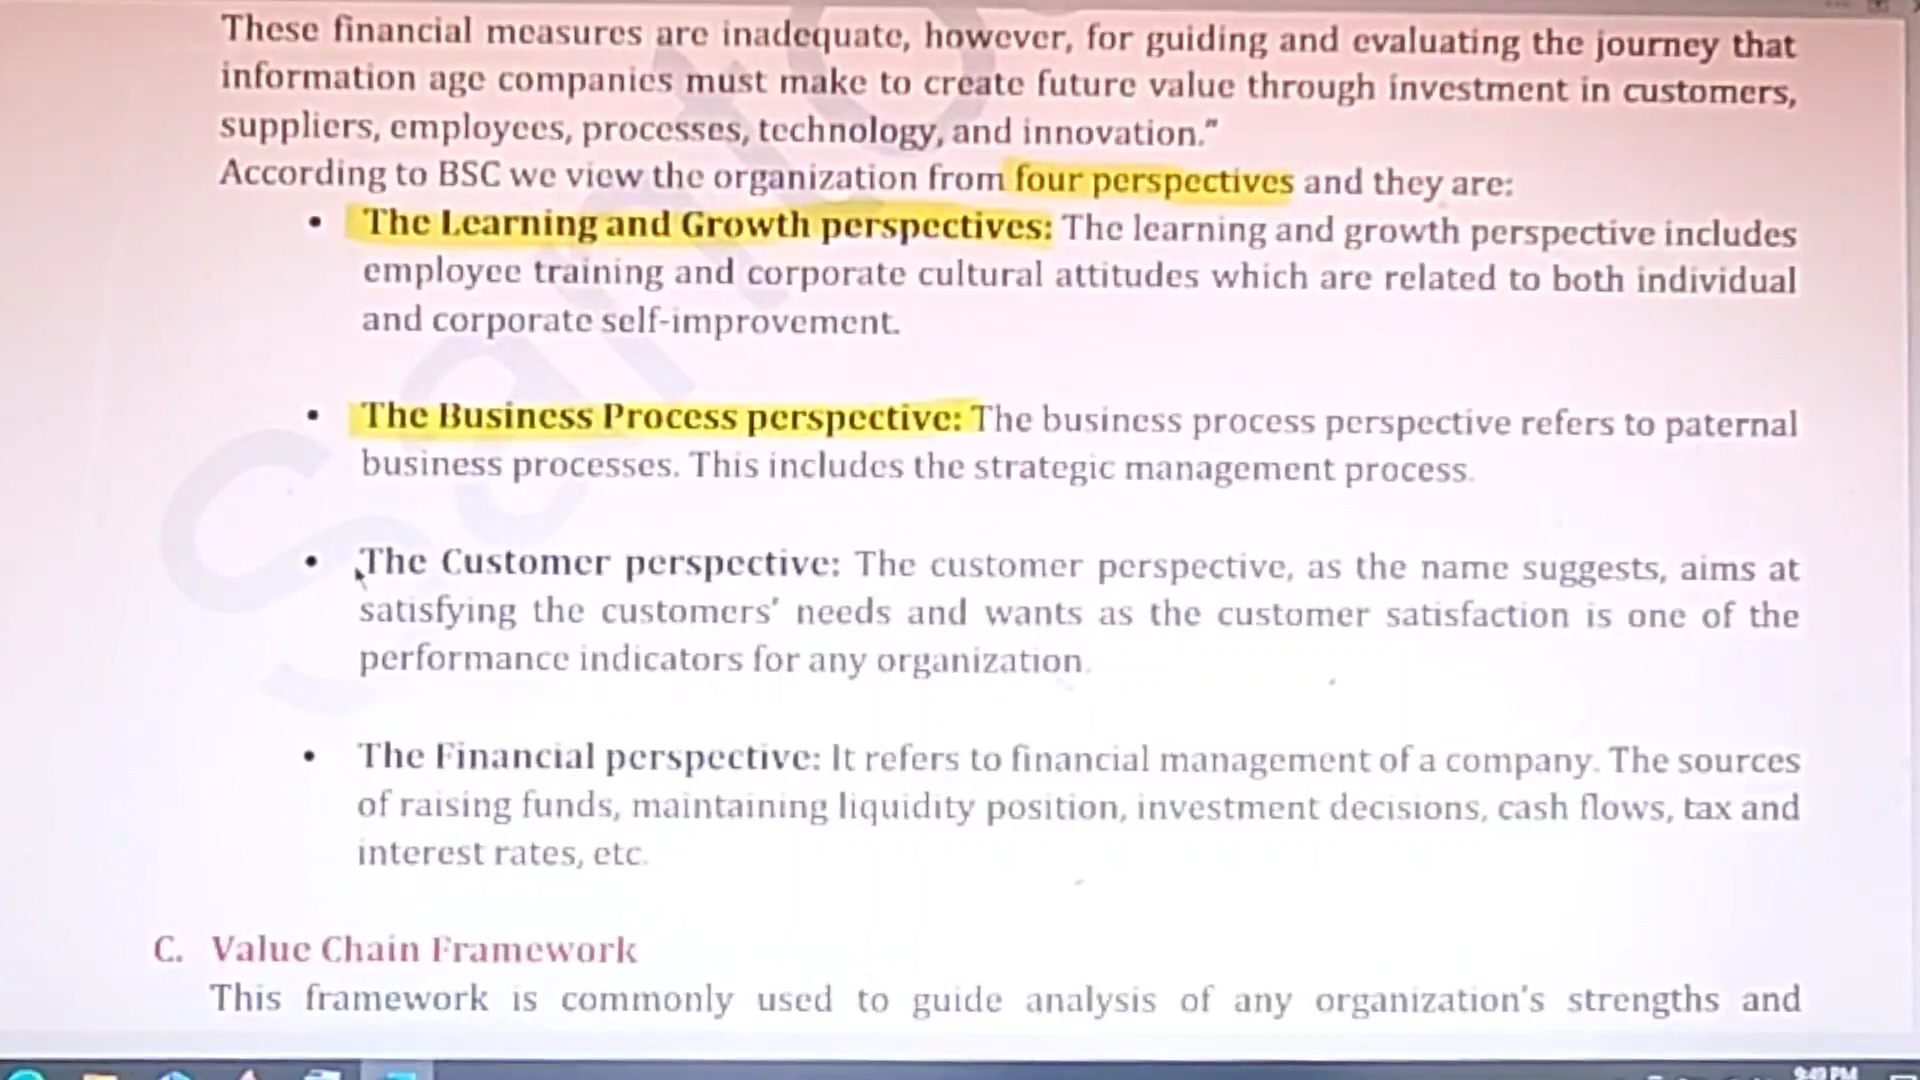 These financial measures are inadequate, however, for guiding and evaluating the journey that
information age companies must make to create future value through investment in customers,
suppliers, employees, processes, technology, and innovation.”
According to BSC we view the organization from four perspectives and they are:
• The Learning and Growth perspectives: The learning and growth perspective includes
employee training and corporate cultural attitudes which are related to both individual
and corporate self-improvement.
• The Business Process perspective: The business process perspective refers to paternal
business processes. This includes the strategic management process.
• The Customer perspective: The customer perspective, as the name suggests, aims at
satisfying the customers’ needs and wants as the customer satisfaction is one of the
performance indicators for any organization.
• The Financial perspective: It refers to financial management of a company. The sources
of raising funds, maintaining liquidity position, investment decisions, cash flows, tax and
interest rates, etc.
C. Value Chain Framework
This framework is commonly used to guide analysis of any organization's strengths and
9:49 PM